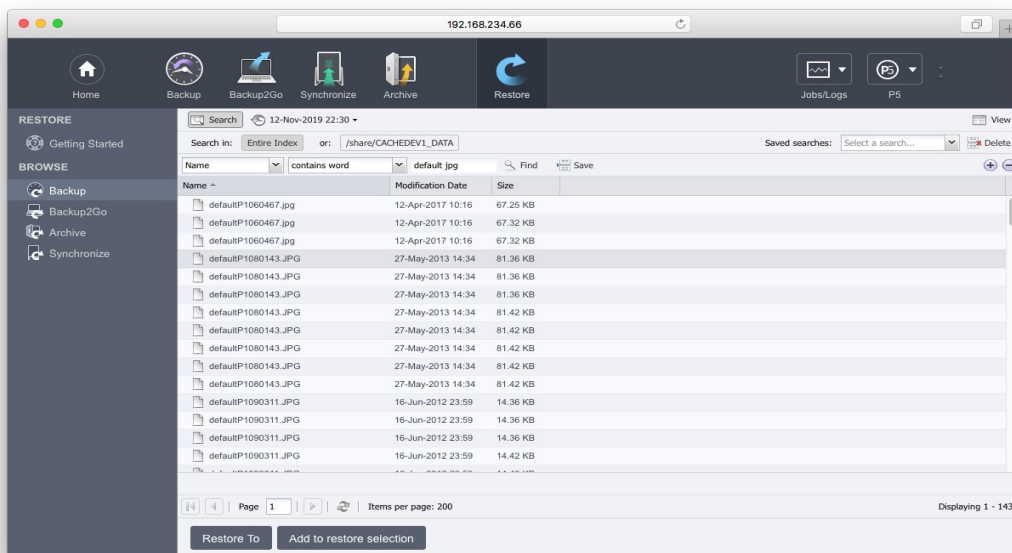 192.168.234.66
Home
Backup
Backup2Go
Synchronize
Archive
Restore
Jobs/Logs
P5
RESTORE
Getting Started
BROWSE
Backup
Backup2Go
Archive
Synchronize
Search 12-Nov-2019 22:30
View
Search in: Entire Index or: /share/CACHEDEV1_DATA
Saved searches: Select a search... Delete
Name contains word default jpg Find Save
Name Modification Date Size
defaultP1060467.jpg 12-Apr-2017 10:16 67.25 KB
defaultP1060467.jpg 12-Apr-2017 10:16 67.32 KB
defaultP1060467.jpg 12-Apr-2017 10:16 67.32 KB
defaultP1080143.JPG 27-May-2013 14:34 81.36 KB
defaultP1080143.JPG 27-May-2013 14:34 81.36 KB
defaultP1080143.JPG 27-May-2013 14:34 81.36 KB
defaultP1080143.JPG 27-May-2013 14:34 81.42 KB
defaultP1080143.JPG 27-May-2013 14:34 81.42 KB
defaultP1080143.JPG 27-May-2013 14:34 81.42 KB
defaultP1080143.JPG 27-May-2013 14:34 81.42 KB
defaultP1090311.JPG 16-Jun-2012 23:59 14.36 KB
defaultP1090311.JPG 16-Jun-2012 23:59 14.36 KB
defaultP1090311.JPG 16-Jun-2012 23:59 14.36 KB
defaultP1090311.JPG 16-Jun-2012 23:59 14.42 KB
Page 1 Items per page: 200
Displaying 1 - 143
Restore To
Add to restore selection